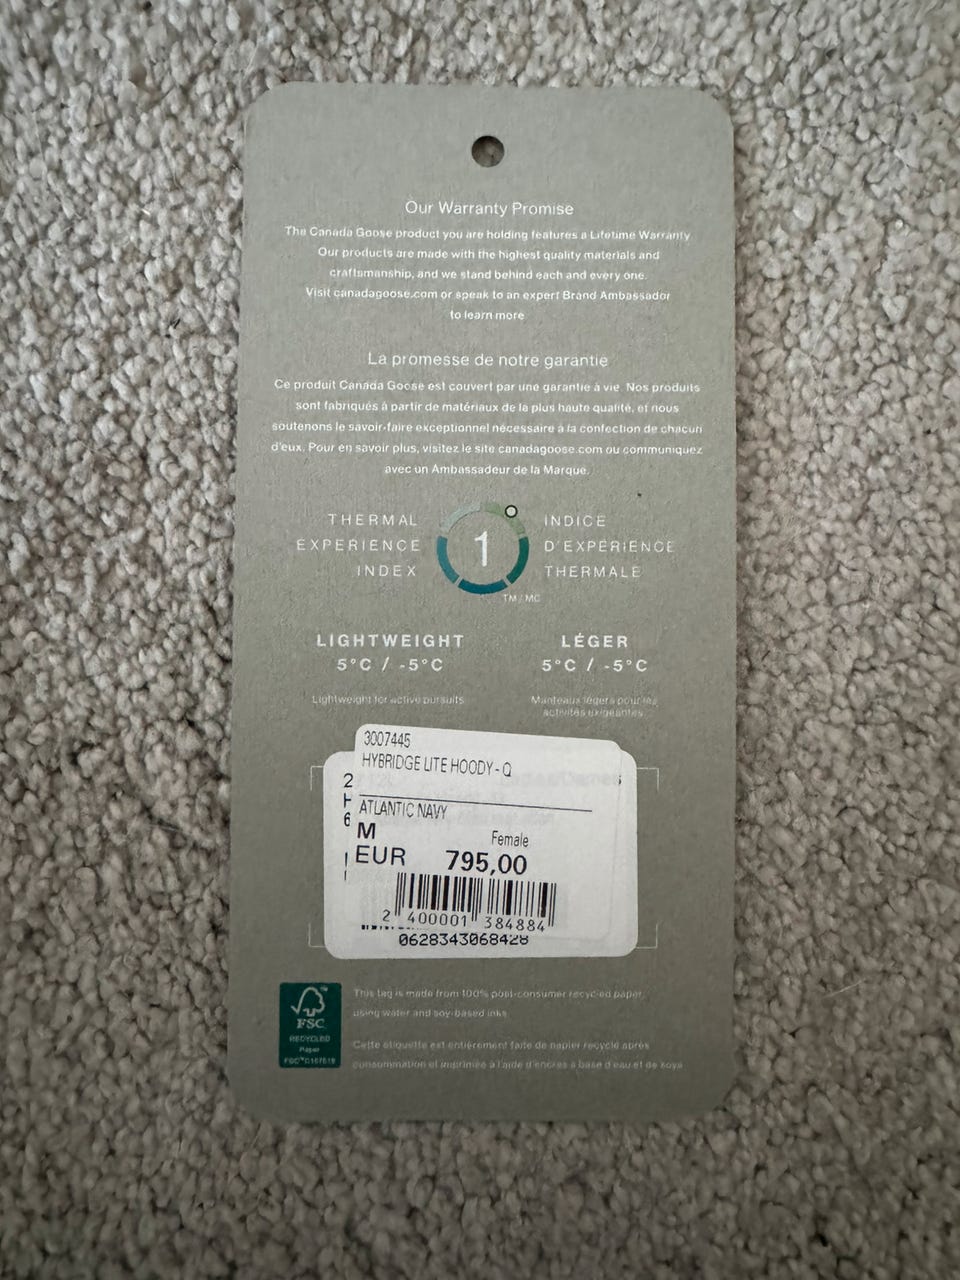 Our Warranty Promise
The Canada Goose product you are holding features a Lifetime Warranty
Our products are made with the highest quality materials and
craftsmanship, and we stand behind each and every one.
Visit canadagoose.com or speak to an expert Brand Ambassador
to learn more
La promesse de notre garantie
Ce produit Canada Goose est couvert par une garantie à vie. Nos produits
sont fabriqués à partir de matériaux de la plus haute qualité, et nous
soutenons le savoir-faire exceptionnel nécessaire à la confection de chacun
d'eux. Pour en savoir plus, visitez le site canadagoose.com ou communiquez
avec un Ambassadeur de la Marque.
THERMAL
EXPERIENCE
INDEX
1
TM/MC
INDICE
D'EXPÉRIENCE
THERMALE
LIGHTWEIGHT
5°C / -5°C
Lightweight for active pursuits
LÉGER
5°C / -5°C
Manteaux légers pour les
activités exigeantes
3007445
HYBRIDGE LITE HOODY - Q
ATLANTIC NAVY
M
Female
EUR 795,00
2 400001 384884
0628343068428
FSC
RECYCLED
Paper
This tag is made from 100% post-consumer recycled paper,
using water and soy-based inks
Cette étiquette est entièrement faite de papier recyclé après
consommation et imprimée à l'aide d'encres à base d'eau et de soya